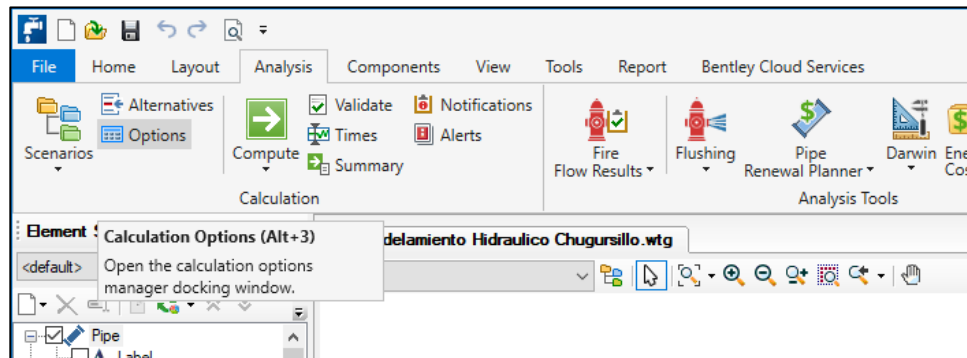 File Home Layout Analysis Components View Tools Report Bentley Cloud Services
Alternatives Validate Notifications
Options Times Alerts
Scenarios Compute Summary Fire Flow Results Flushing Pipe Renewal Planner Darwin
Calculation Analysis Tools
Element
Calculation Options (Alt+3)
delamiento Hidraulico Chugursillo.wtg
<default> Open the calculation options
manager docking window.
Pipe
Label